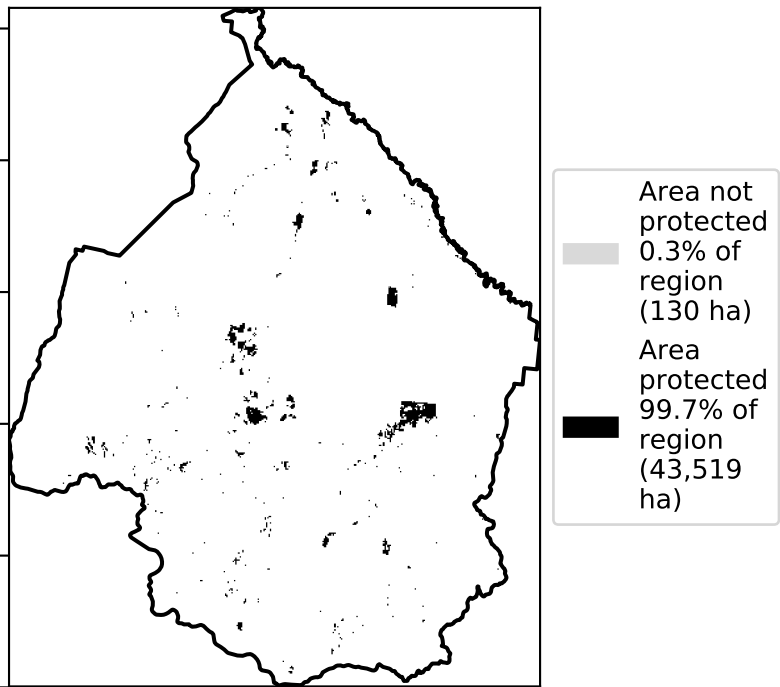 Area not
protected
0.3% of
region
(130 ha)
Area
protected
99.7% of
region
(43,519
ha)